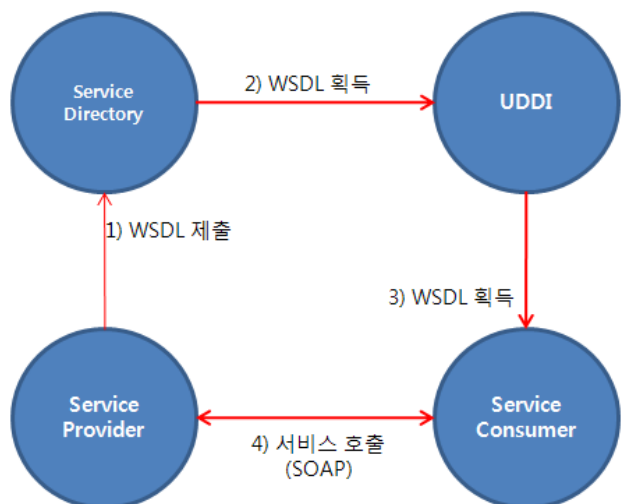 Service
Directory
2) WSDL 획득
UDDI
1) WSDL 제출
3) WSDL 획득
Service
Provider
4) 서비스 호출
(SOAP)
Service
Consumer